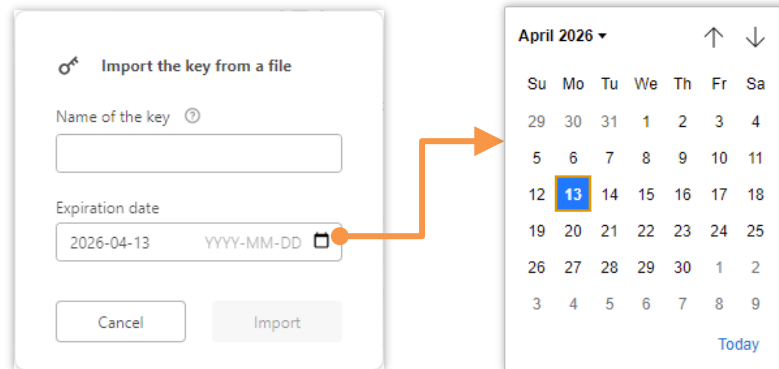 Import the key from a file
Name of the key
Expiration date
2026-04-13 YYYY-MM-DD
Cancel Import
April 2026
Su Mo Tu We Th Fr Sa
29 30 31 1 2 3 4
5 6 7 8 9 10 11
12 13 14 15 16 17 18
19 20 21 22 23 24 25
26 27 28 29 30 1 2
3 4 5 6 7 8 9
Today